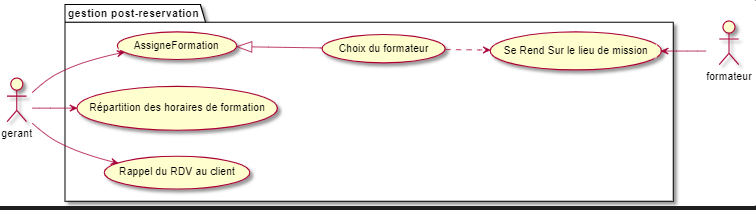 gestion post-reservation
AssigneFormation
Choix du formateur
Se Rend Sur le lieu de mission
formateur
Répartition des horaires de formation
gerant
Rappel du RDV au client